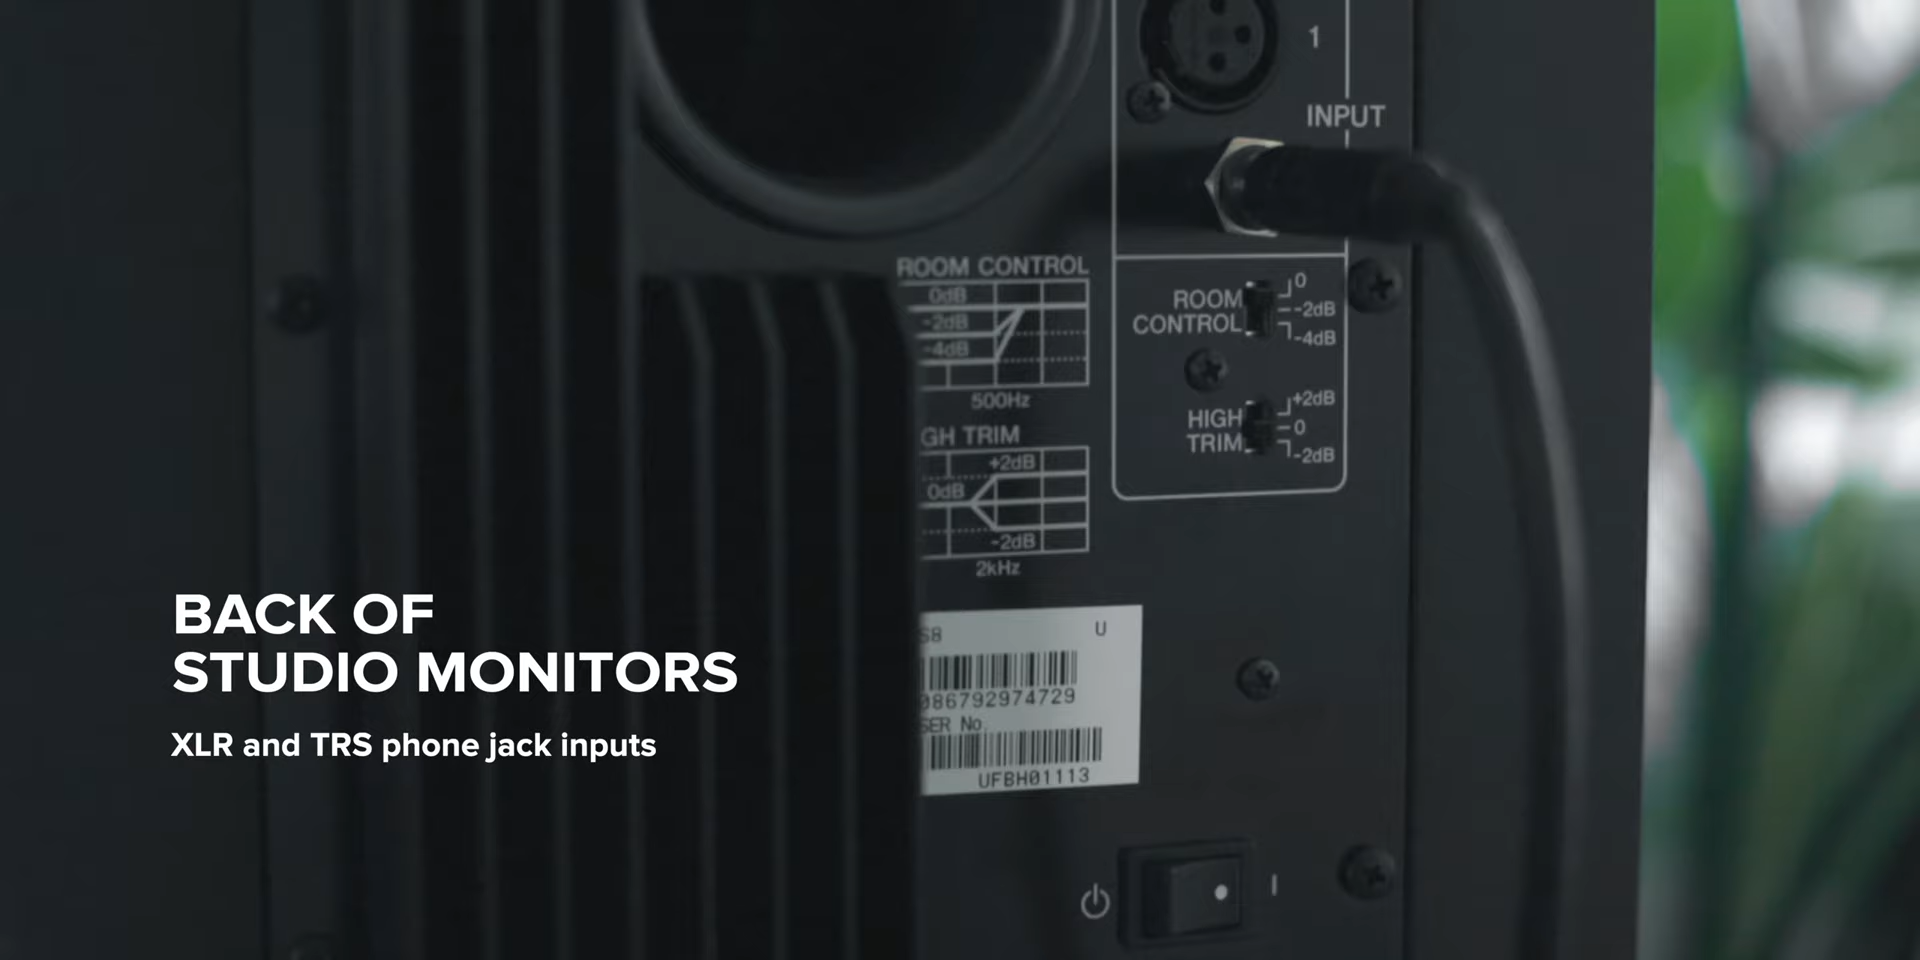 1
INPUT
ROOM CONTROL
0dB
-2dB
-4dB
500Hz
ROOM
CONTROL
0
-2dB
-4dB
GH TRIM
+2dB
0dB
-2dB
2kHz
HIGH
TRIM
+2dB
0
-2dB
BACK OF
STUDIO MONITORS
XLR and TRS phone jack inputs
S8 U
086792974729
SER No.
UFBH01113
I